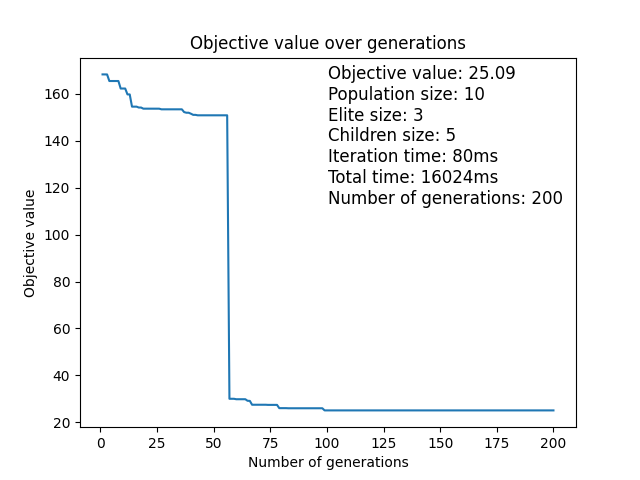 Objective value over generations
Objective value: 25.09
Population size: 10
Elite size: 3
Children size: 5
Iteration time: 80ms
Total time: 16024ms
Number of generations: 200
Objective value
160
140
120
100
80
60
40
20
0 25 50 75 100 125 150 175 200
Number of generations